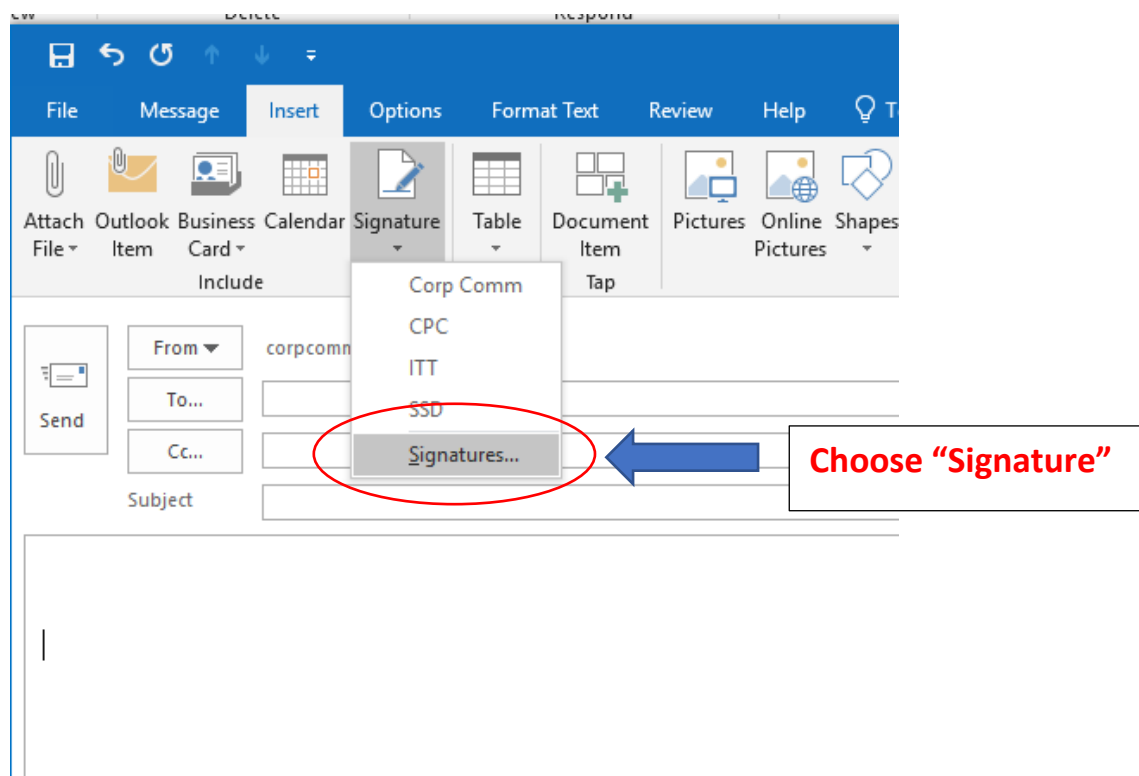 Delete Respond
File Message Insert Options Format Text Review Help
Attach Outlook Business Calendar Signature Table Document Pictures Online Shapes
File Item Card Item Pictures
Include Tap
Corp Comm
CPC
ITT
SSD
Signatures...
From
To...
Send
Cc...
Subject
Choose “Signature”